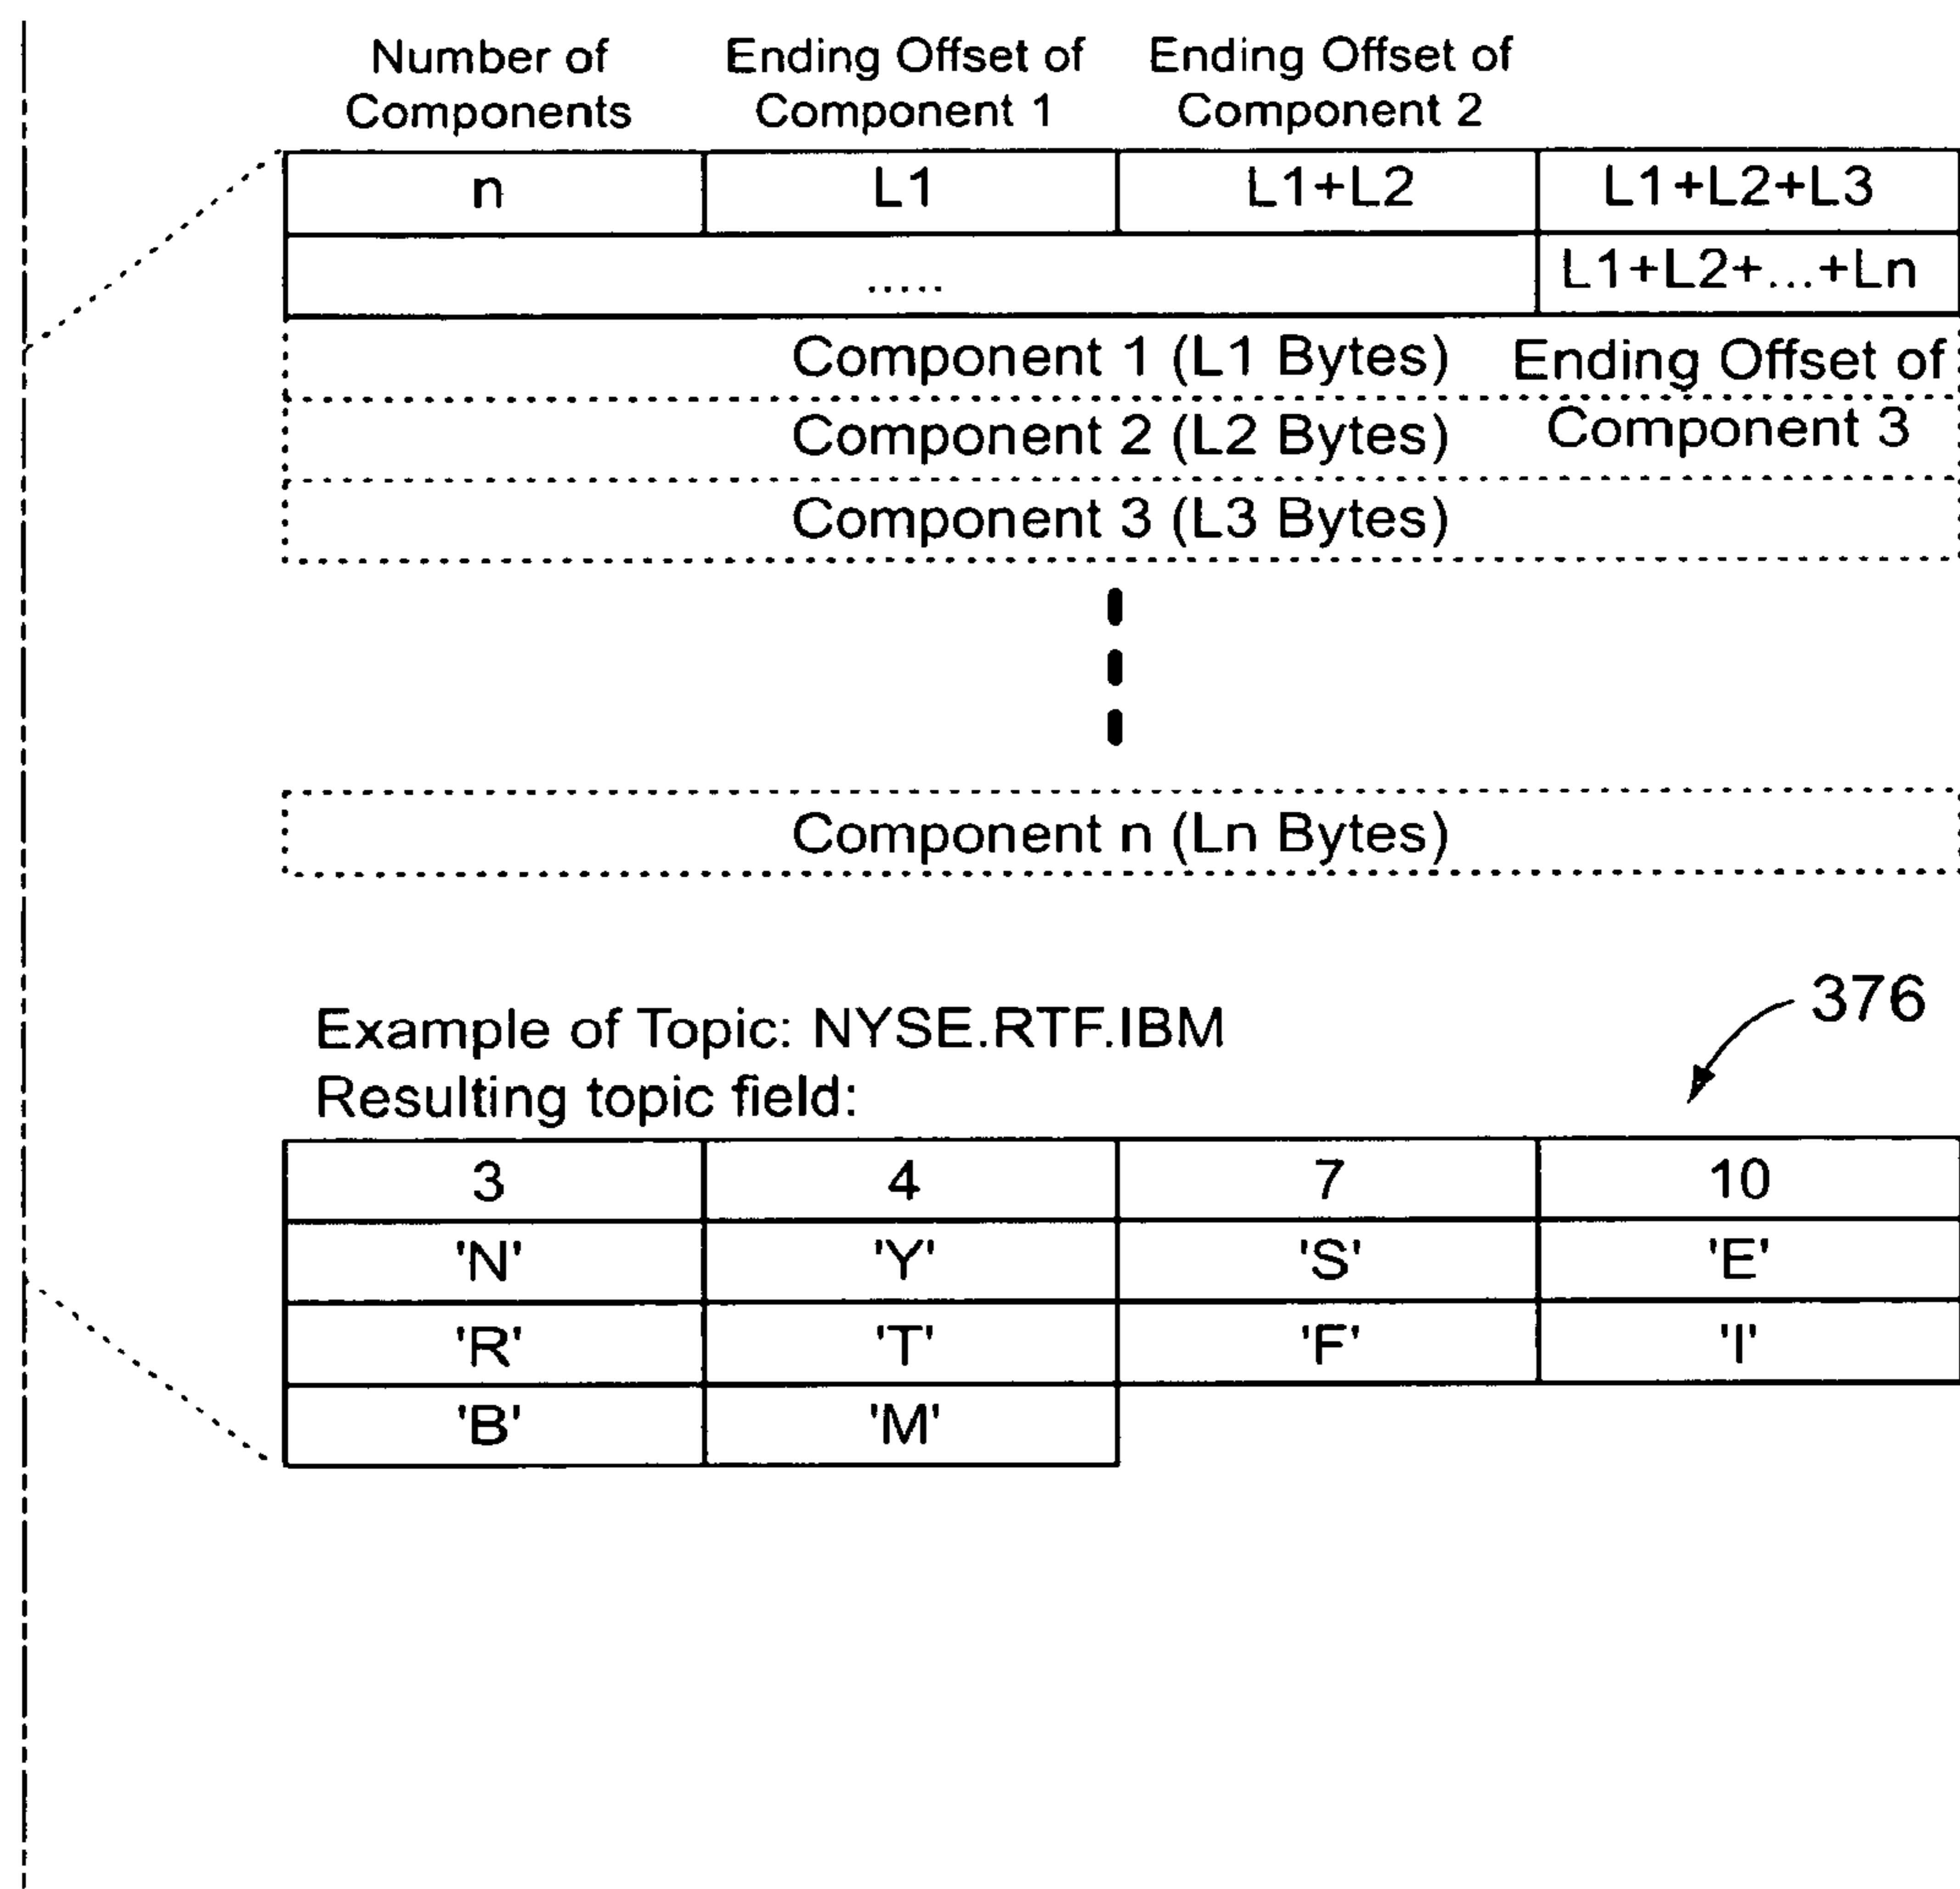 Number of Components
Ending Offset of Component 1
Ending Offset of Component 2
n L1 L1+L2 L1+L2+L3
..... L1+L2+...+Ln
Component 1 (L1 Bytes) Ending Offset of
Component 2 (L2 Bytes) Component 3
Component 3 (L3 Bytes)
Component n (Ln Bytes)
376
Example of Topic: NYSE.RTF.IBM
Resulting topic field:
3 4 7 10
'N' 'Y' 'S' 'E'
'R' 'T' 'F' 'I'
'B' 'M'